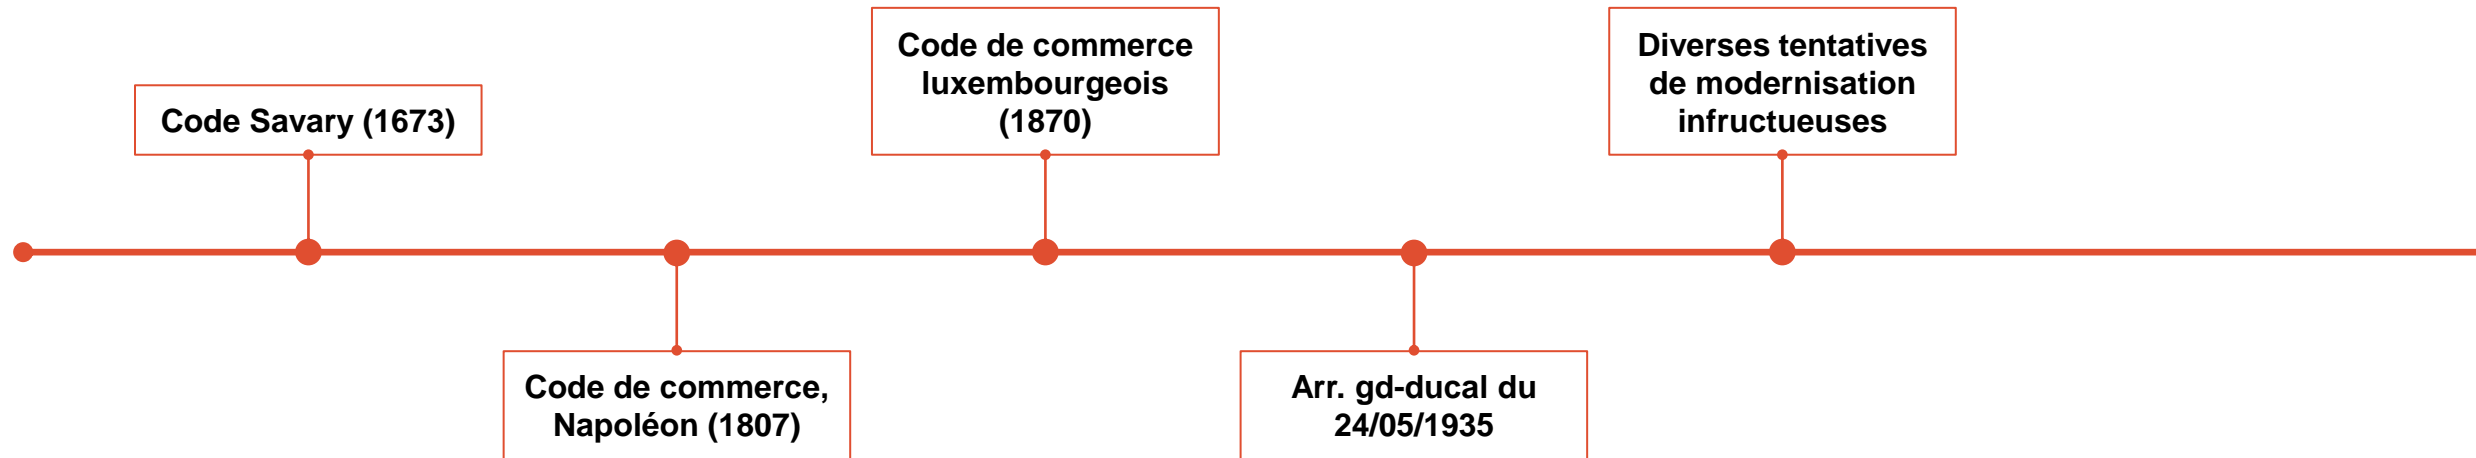 Code Savary (1673)
Code de commerce,
Napoléon (1807)
Code de commerce
luxembourgeois
(1870)
Arr. gd-ducal du
24/05/1935
Diverses tentatives
de modernisation
infructueuses